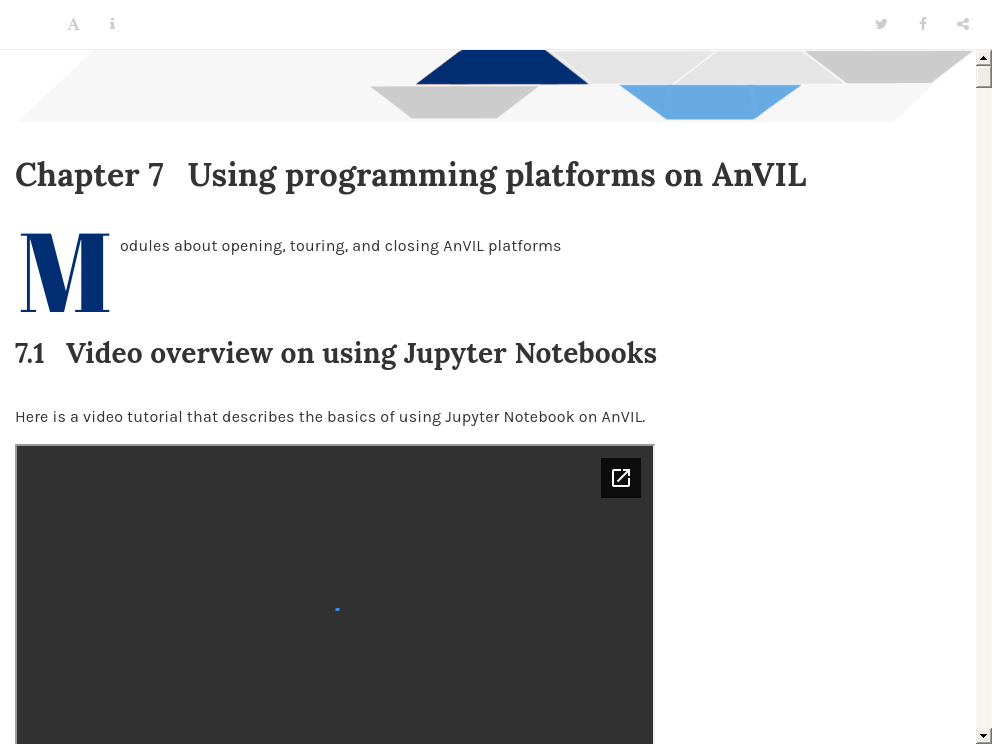 A i
Chapter 7 Using programming platforms on AnVIL
Modules about opening, touring, and closing AnVIL platforms
7.1 Video overview on using Jupyter Notebooks
Here is a video tutorial that describes the basics of using Jupyter Notebook on AnVIL.